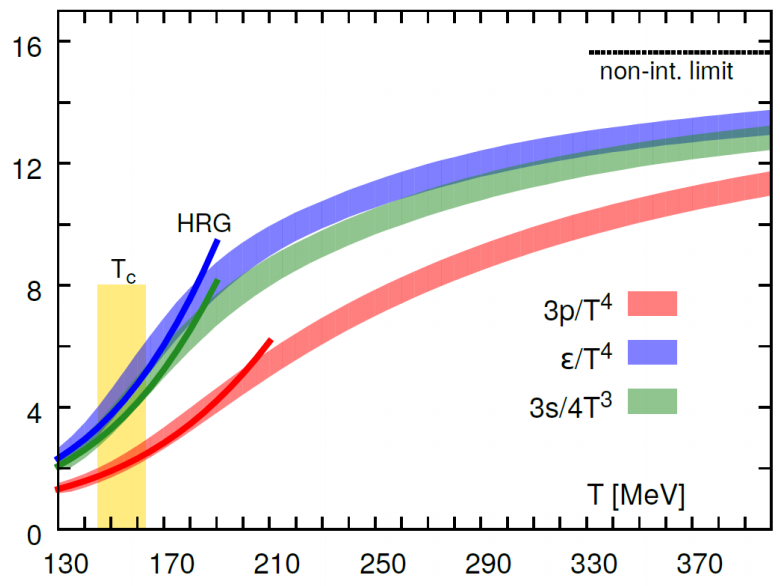 16
12
8
4
0
non-int. limit
HRG
T_c
3p/T^4
ε/T^4
3s/4T^3
T [MeV]
130 170 210 250 290 330 370